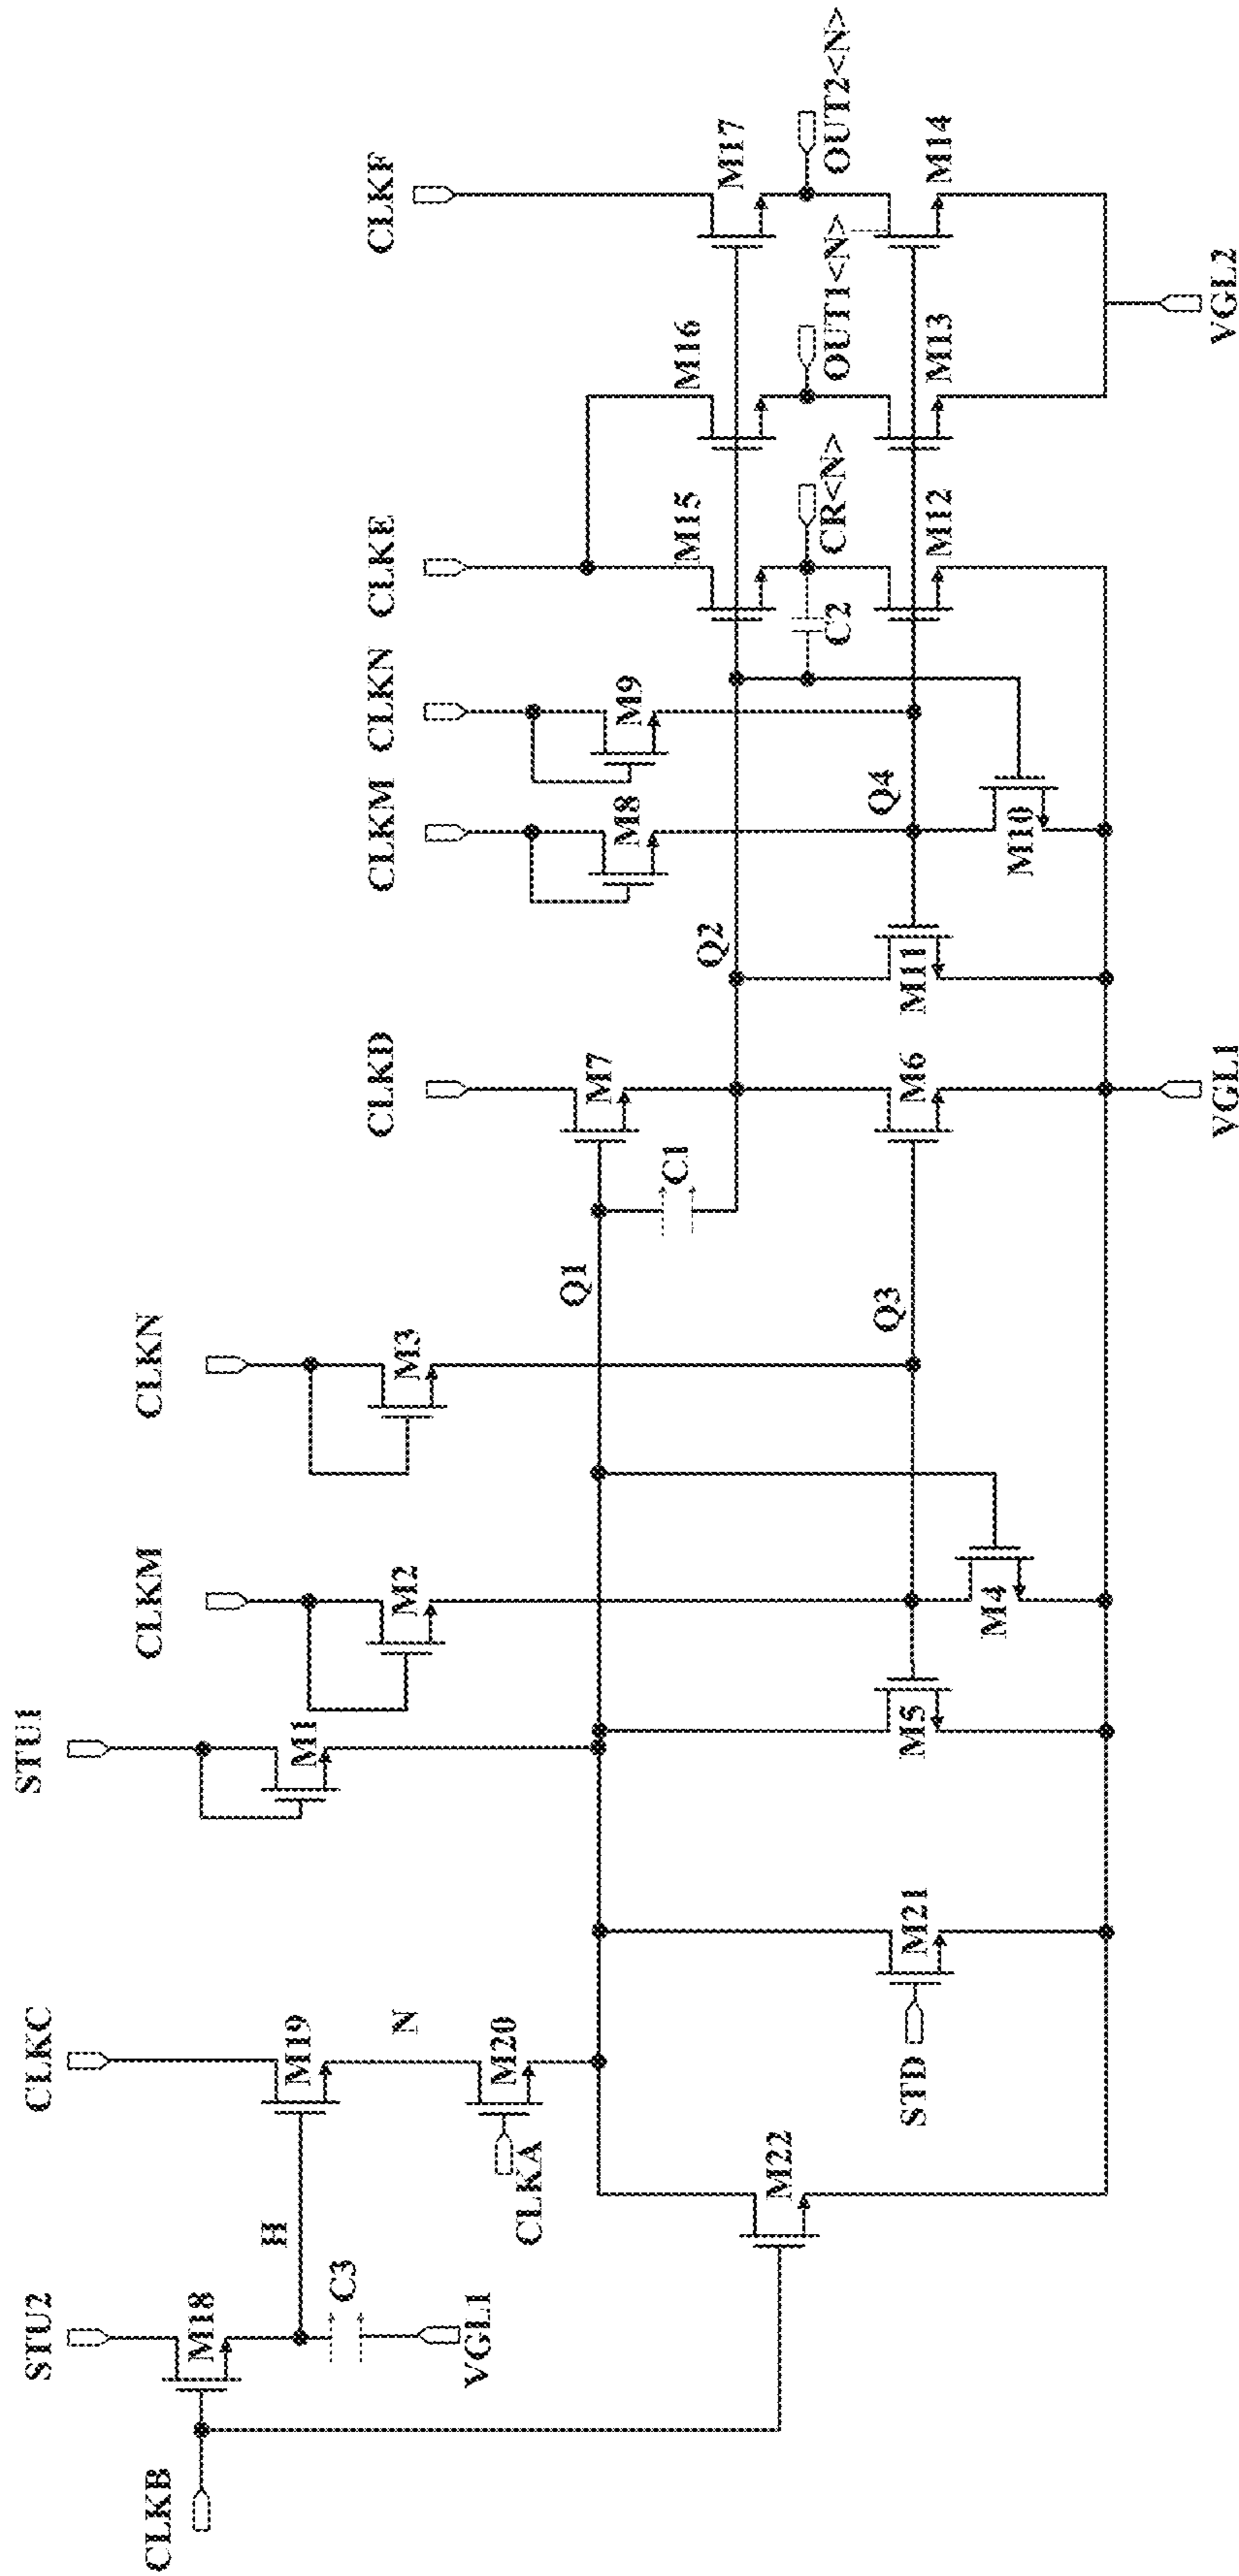 CLKB
STU2
M18
H
C3
VGL1
CLKC
M19
N
M20
CLKA
M22
STD
M21
STU1
M1
M5
CLKM
M2
M4
CLKN
M3
Q1
Q3
C1
CLKD
M7
M6
VGL1
Q2
M11
CLKM
M8
Q4
M10
CLKN
M9
C2
CLKE
M15
CR<N>
M12
M16
OUT1<N>
M13
CLKF
M17
OUT2<N>
M14
VGL2